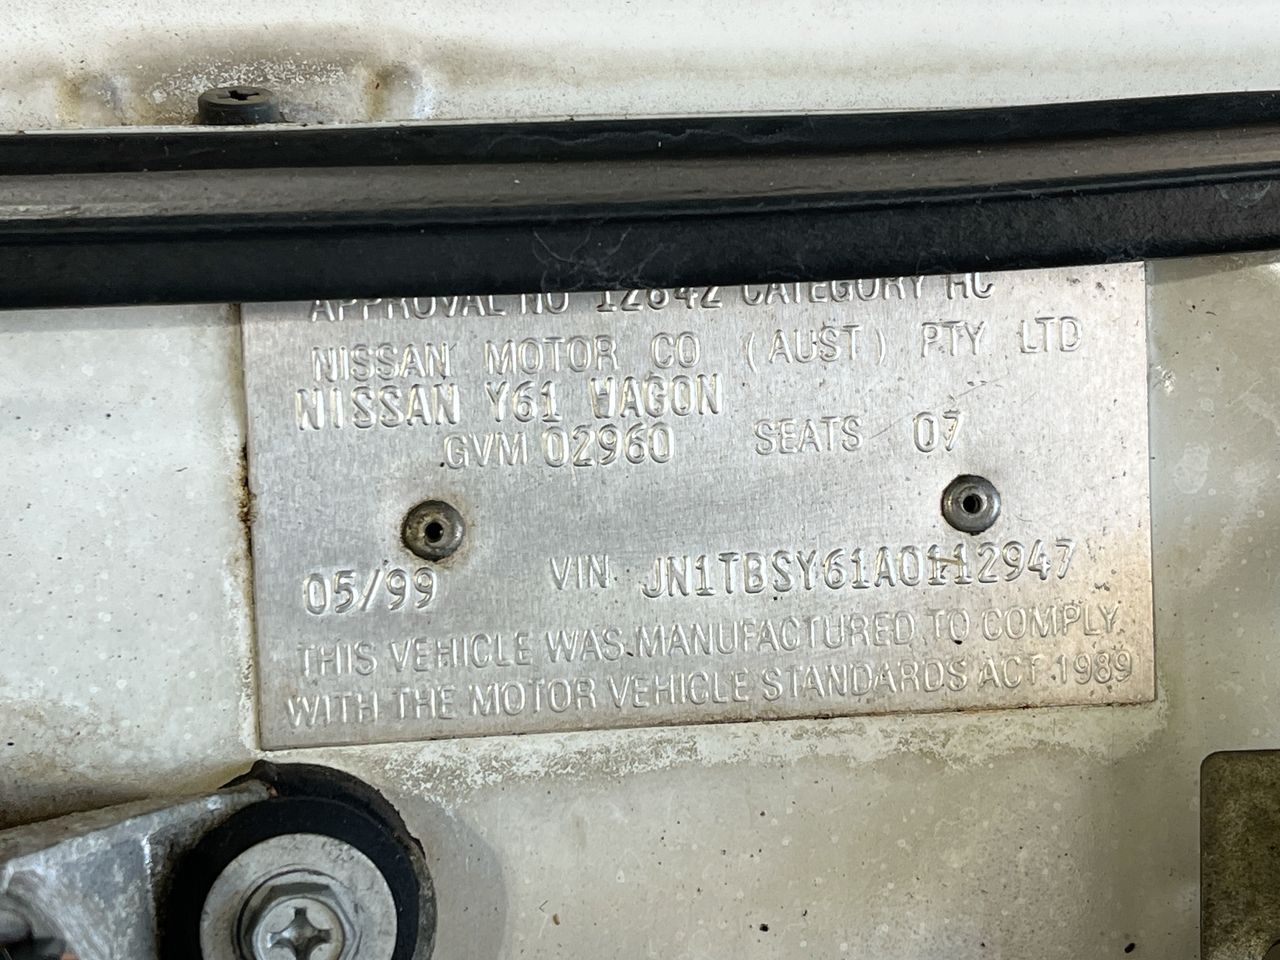 APPROVAL NO 12842 CATEGORY MC
NISSAN MOTOR CO (AUST) PTY LTD
NISSAN Y61 WAGON
GVM 02960 SEATS 07
05/99 VIN JN1TBSY61A0112947
THIS VEHICLE WAS MANUFACTURED TO COMPLY
WITH THE MOTOR VEHICLE STANDARDS ACT 1989